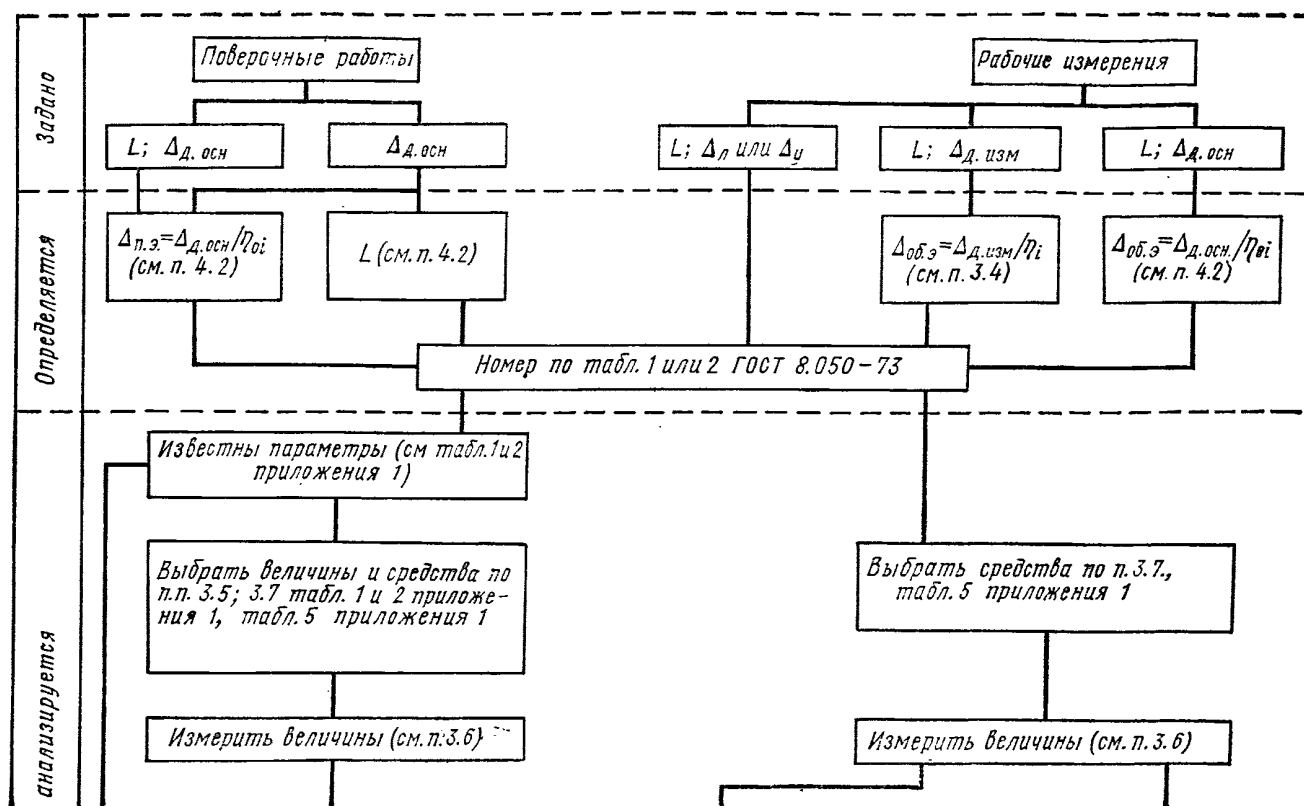 Задано
Поверочные работы
Рабочие измерения
L; Δд. осн
Δд. осн
L; Δл или Δу
L; Δд. изм
L; Δд. осн
Определяется
Δп.э.=Δд.осн/ηоi
(см. п. 4.2)
L (см. п. 4.2)
Δоб.э=Δд.изм/ηi
(см. п. 3.4)
Δоб.э=Δд.осн./ηвi
(см. п. 4.2)
Номер по табл. 1 или 2 ГОСТ 8.050-73
анализируется
Известны параметры (см табл. 1 и 2
приложения 1)
Выбрать величины и средства по
п.п. 3.5; 3.7 табл. 1 и 2 приложе-
ния 1, табл. 5 приложения 1
Выбрать средства по п. 3.7.,
табл. 5 приложения 1
Измерить величины (см. п. 3.6)
Измерить величины (см. п. 3.6)